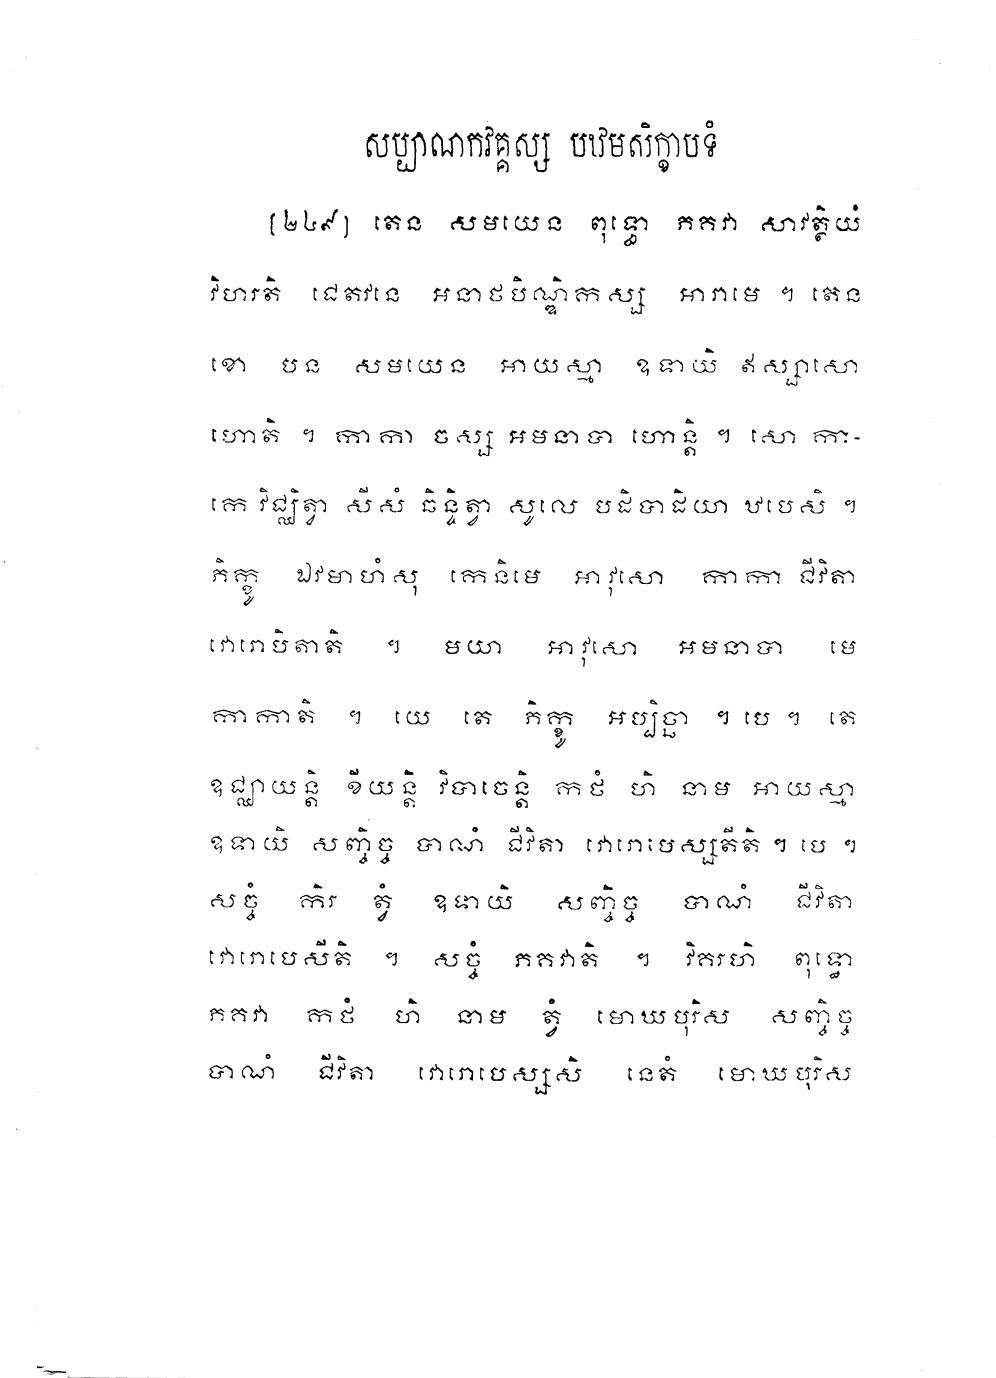 សប្បាណកវគ្គស្ស បឋមសិក្ខាបទំ
[២៤៩] តេន សមយេន ពុទ្ធោ ភគវា សាវត្ថិយំ
វិហរតិ ជេតវនេ អនាថបិណ្ឌិកស្ស អារាមេ ។ តេន
ខោ បន សមយេន អាយស្មា ឧទាយិ ឥស្សាសោ
ហោតិ ។ កាកា ចស្ស អមនាបា ហោន្តិ ។ សោ កា-
កេ វិជ្ឈិត្វា សីសំ ឆិន្ទិត្វា សូលេ បដិបាដិយា ឋបេសិ ។
ភិក្ខូ ឯវមាហំសុ កេនិមេ អាវុសោ កាកា ជីវិតា
វោរោបិតាតិ ។ មយា អាវុសោ អមនាបា មេ
កាកាតិ ។ យេ តេ ភិក្ខូ អប្បិច្ឆា ។ បេ ។ តេ
ឧជ្ឈាយន្តិ ខីយន្តិ វិបាចេន្តិ កថំ ហិ នាម អាយស្មា
ឧទាយិ សញ្ចិច្ច បាណំ ជីវិតា វោរោបេស្សតីតិ ។ បេ ។
សច្ចំ កិរ ត្វំ ឧទាយិ សញ្ចិច្ច បាណំ ជីវិតា
វោរោបេសីតិ ។ សច្ចំ ភគវាតិ ។ វិគរហិ ពុទ្ធោ
ភគវា កថំ ហិ នាម ត្វំ មោឃបុរិស សញ្ចិច្ច
បាណំ ជីវិតា វោរោបេស្សសិ នេតំ មោឃបុរិស